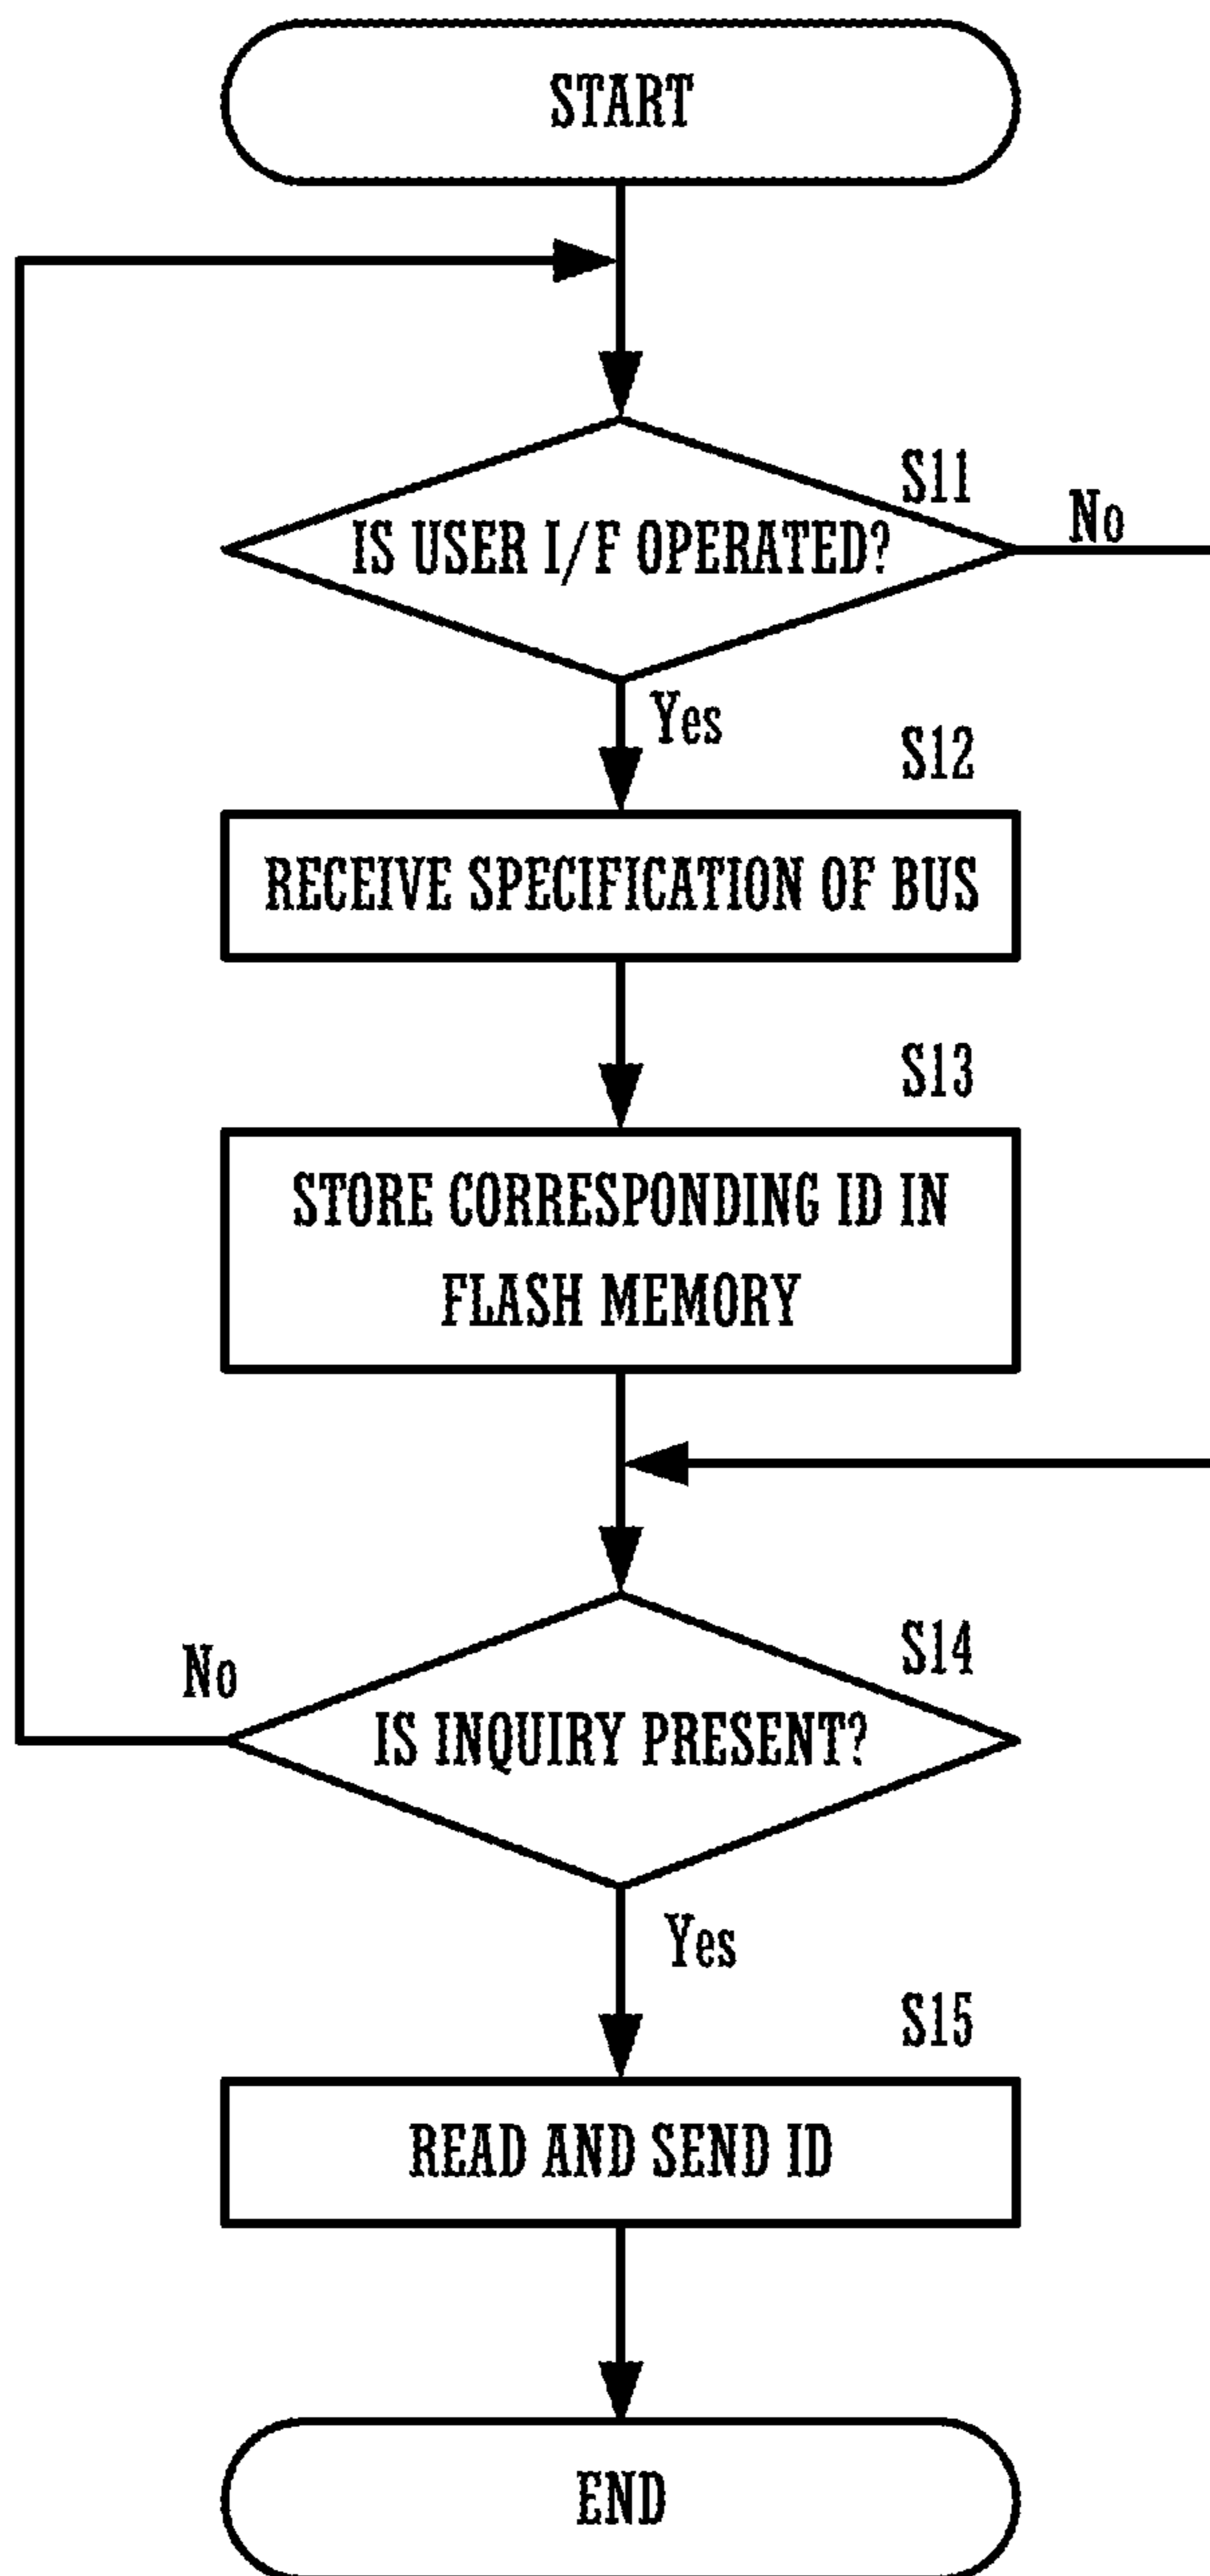 START
S11
No
IS USER I/F OPERATED?
Yes
S12
RECEIVE SPECIFICATION OF BUS
S13
STORE CORRESPONDING ID IN
FLASH MEMORY
S14
No
IS INQUIRY PRESENT?
Yes
S15
READ AND SEND ID
END